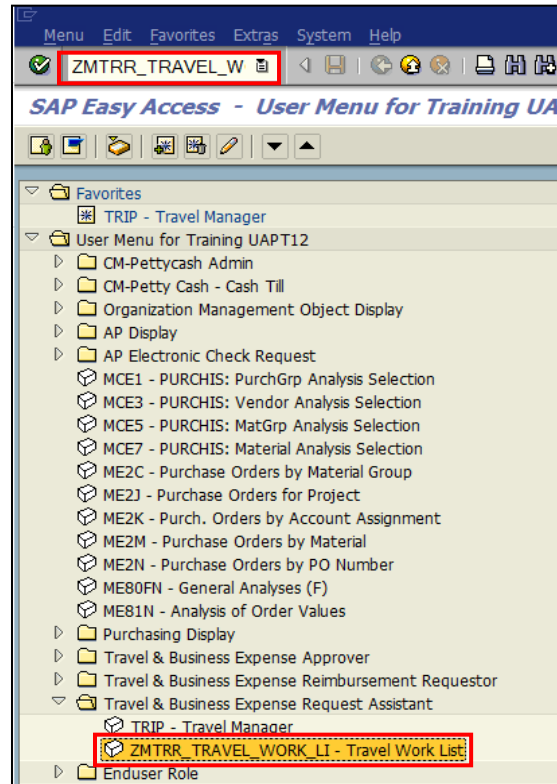 Menu Edit Favorites Extras System Help
ZMTRR_TRAVEL_W
SAP Easy Access - User Menu for Training UA
Favorites
TRIP - Travel Manager
User Menu for Training UAPT12
CM-Pettycash Admin
CM-Petty Cash - Cash Till
Organization Management Object Display
AP Display
AP Electronic Check Request
MCE1 - PURCHIS: PurchGrp Analysis Selection
MCE3 - PURCHIS: Vendor Analysis Selection
MCE5 - PURCHIS: MatGrp Analysis Selection
MCE7 - PURCHIS: Material Analysis Selection
ME2C - Purchase Orders by Material Group
ME2J - Purchase Orders for Project
ME2K - Purch. Orders by Account Assignment
ME2M - Purchase Orders by Material
ME2N - Purchase Orders by PO Number
ME80FN - General Analyses (F)
ME81N - Analysis of Order Values
Purchasing Display
Travel & Business Expense Approver
Travel & Business Expense Reimbursement Requestor
Travel & Business Expense Request Assistant
TRIP - Travel Manager
ZMTRR_TRAVEL_WORK_LI - Travel Work List
Enduser Role